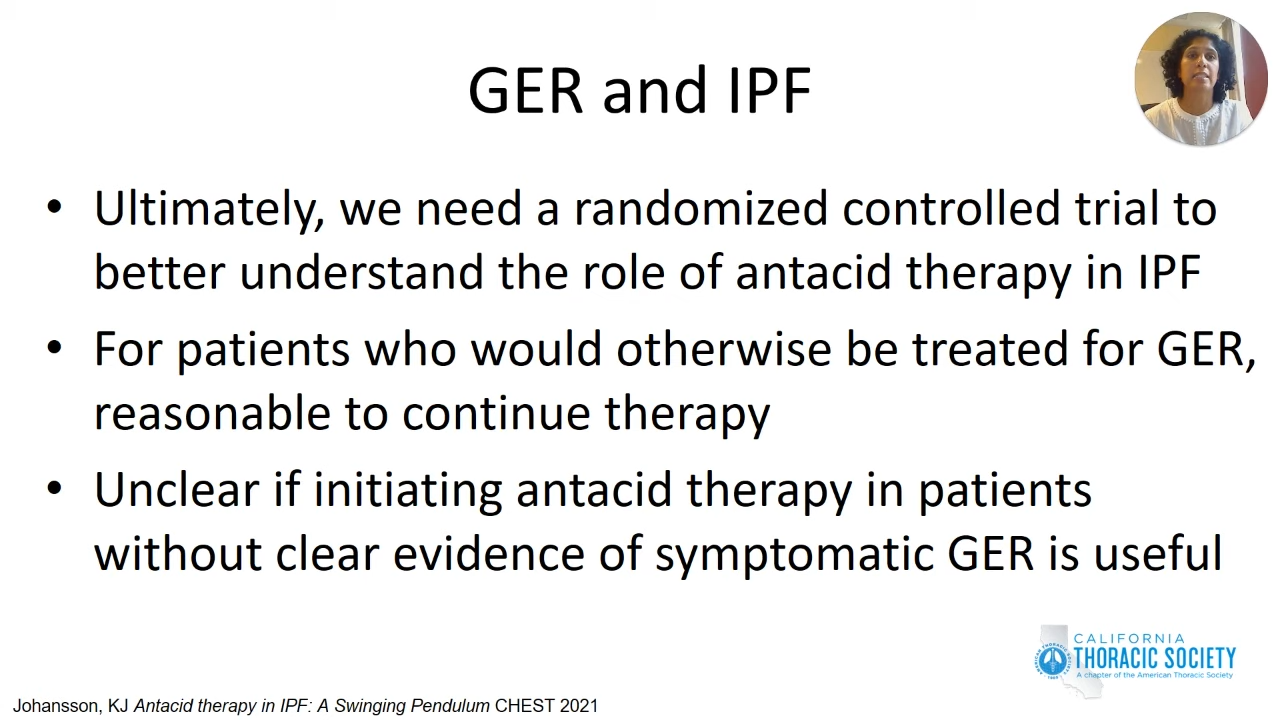 GER and IPF
• Ultimately, we need a randomized controlled trial to
better understand the role of antacid therapy in IPF
• For patients who would otherwise be treated for GER,
reasonable to continue therapy
• Unclear if initiating antacid therapy in patients
without clear evidence of symptomatic GER is useful
CALIFORNIA
THORACIC SOCIETY
A chapter of the American Thoracic Society
Johansson, KJ Antacid therapy in IPF: A Swinging Pendulum CHEST 2021